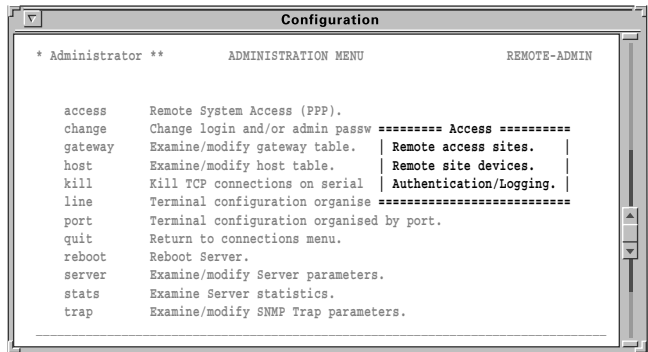 Configuration
* Administrator ** ADMINISTRATION MENU REMOTE-ADMIN
access Remote System Access (PPP).
change Change login and/or admin passw ========= Access ==========
gateway Examine/modify gateway table. | Remote access sites. |
host Examine/modify host table. | Remote site devices. |
kill Kill TCP connections on serial | Authentication/Logging. |
line Terminal configuration organise ===========================
port Terminal configuration organised by port.
quit Return to connections menu.
reboot Reboot Server.
server Examine/modify Server parameters.
stats Examine Server statistics.
trap Examine/modify SNMP Trap parameters.